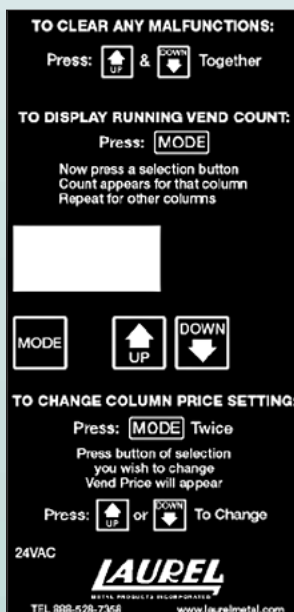 TO CLEAR ANY MALFUNCTIONS:
Press: UP & DOWN Together
TO DISPLAY RUNNING VEND COUNT:
Press: MODE
Now press a selection button
Count appears for that column
Repeat for other columns
MODE UP DOWN
TO CHANGE COLUMN PRICE SETTING:
Press: MODE Twice
Press button of selection
you wish to change
Vend Price will appear
Press: UP or DOWN To Change
24VAC
LAUREL
METAL PRODUCTS INCORPORATED
TEL 888-528-7358 www.laurelmetal.com